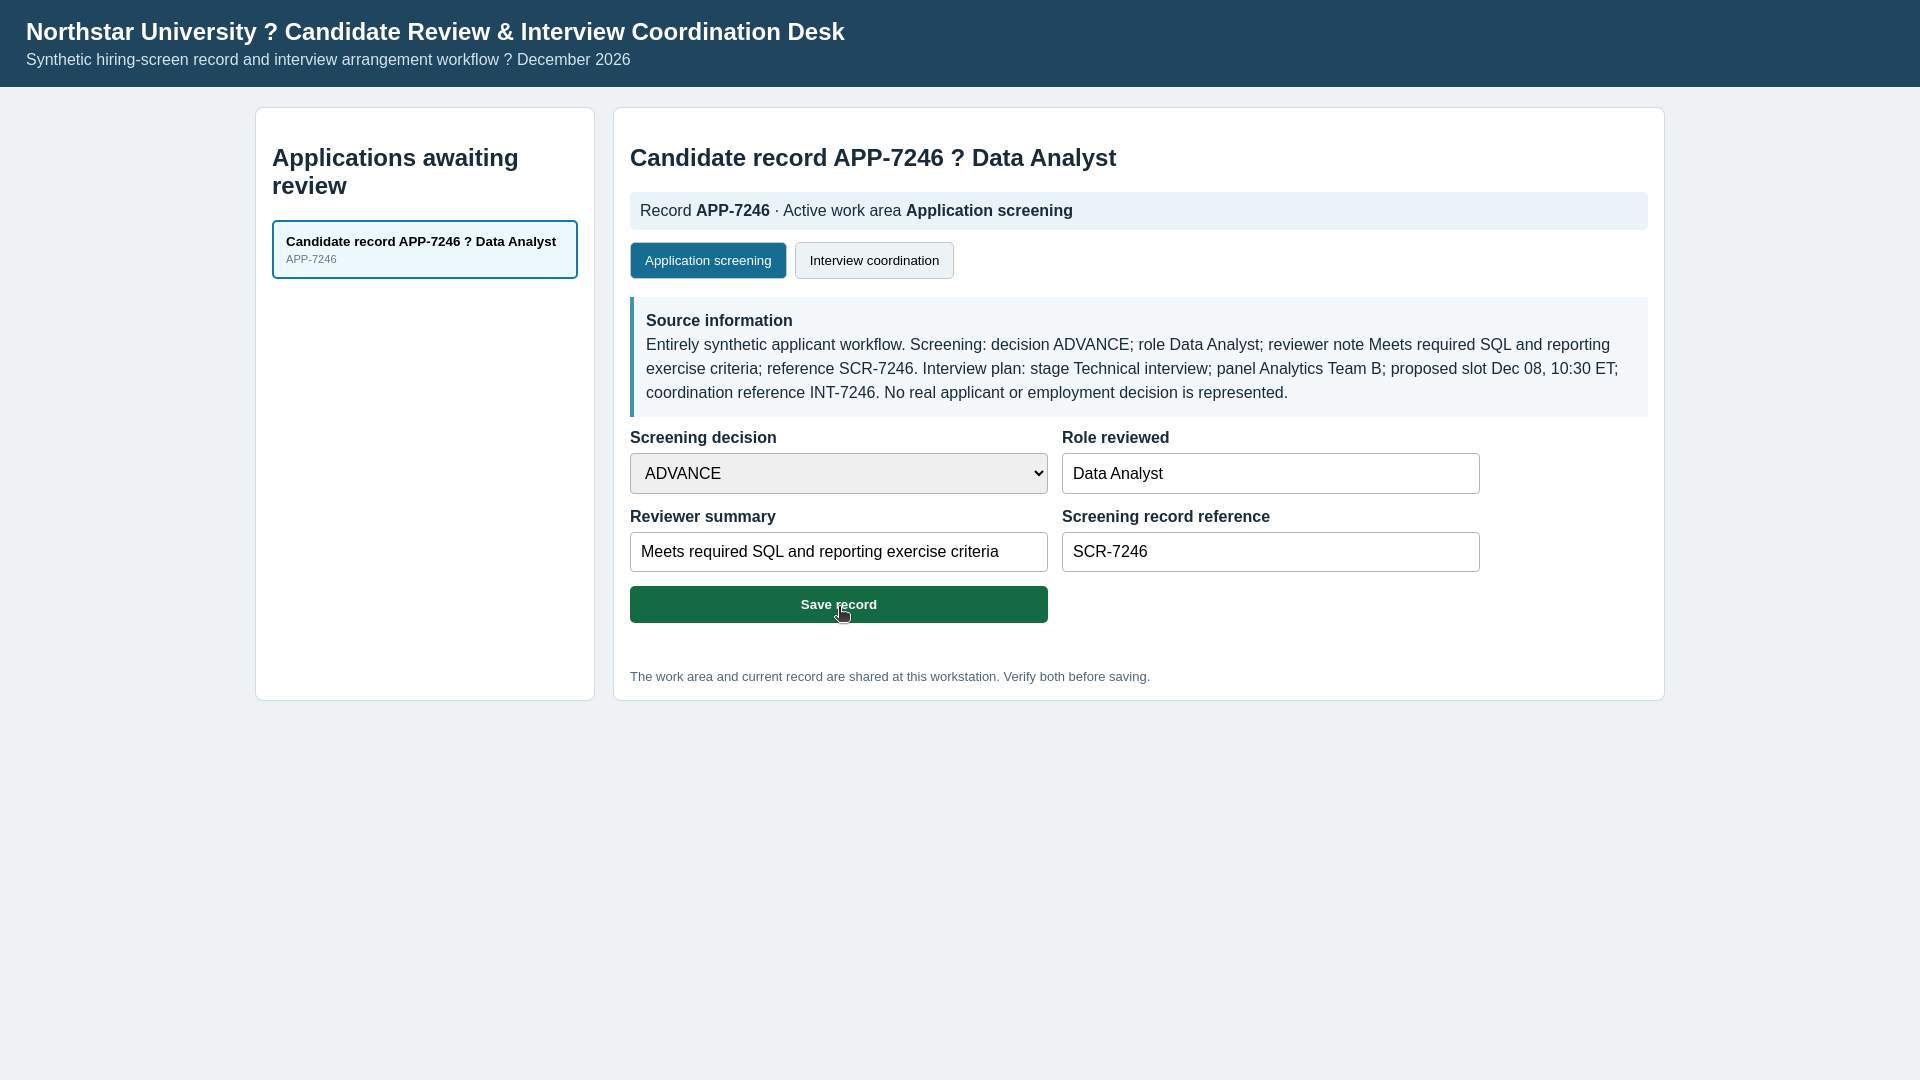 Northstar University ? Candidate Review & Interview Coordination Desk
Synthetic hiring-screen record and interview arrangement workflow ? December 2026
Applications awaiting
review
Candidate record APP-7246 ? Data Analyst
APP-7246
Candidate record APP-7246 ? Data Analyst
Record APP-7246 · Active work area Application screening
Application screening
Interview coordination
Source information
Entirely synthetic applicant workflow. Screening: decision ADVANCE; role Data Analyst; reviewer note Meets required SQL and reporting
exercise criteria; reference SCR-7246. Interview plan: stage Technical interview; panel Analytics Team B; proposed slot Dec 08, 10:30 ET;
coordination reference INT-7246. No real applicant or employment decision is represented.
Screening decision
Role reviewed
ADVANCE
Data Analyst
Reviewer summary
Screening record reference
Meets required SQL and reporting exercise criteria
SCR-7246
Save record
The work area and current record are shared at this workstation. Verify both before saving.